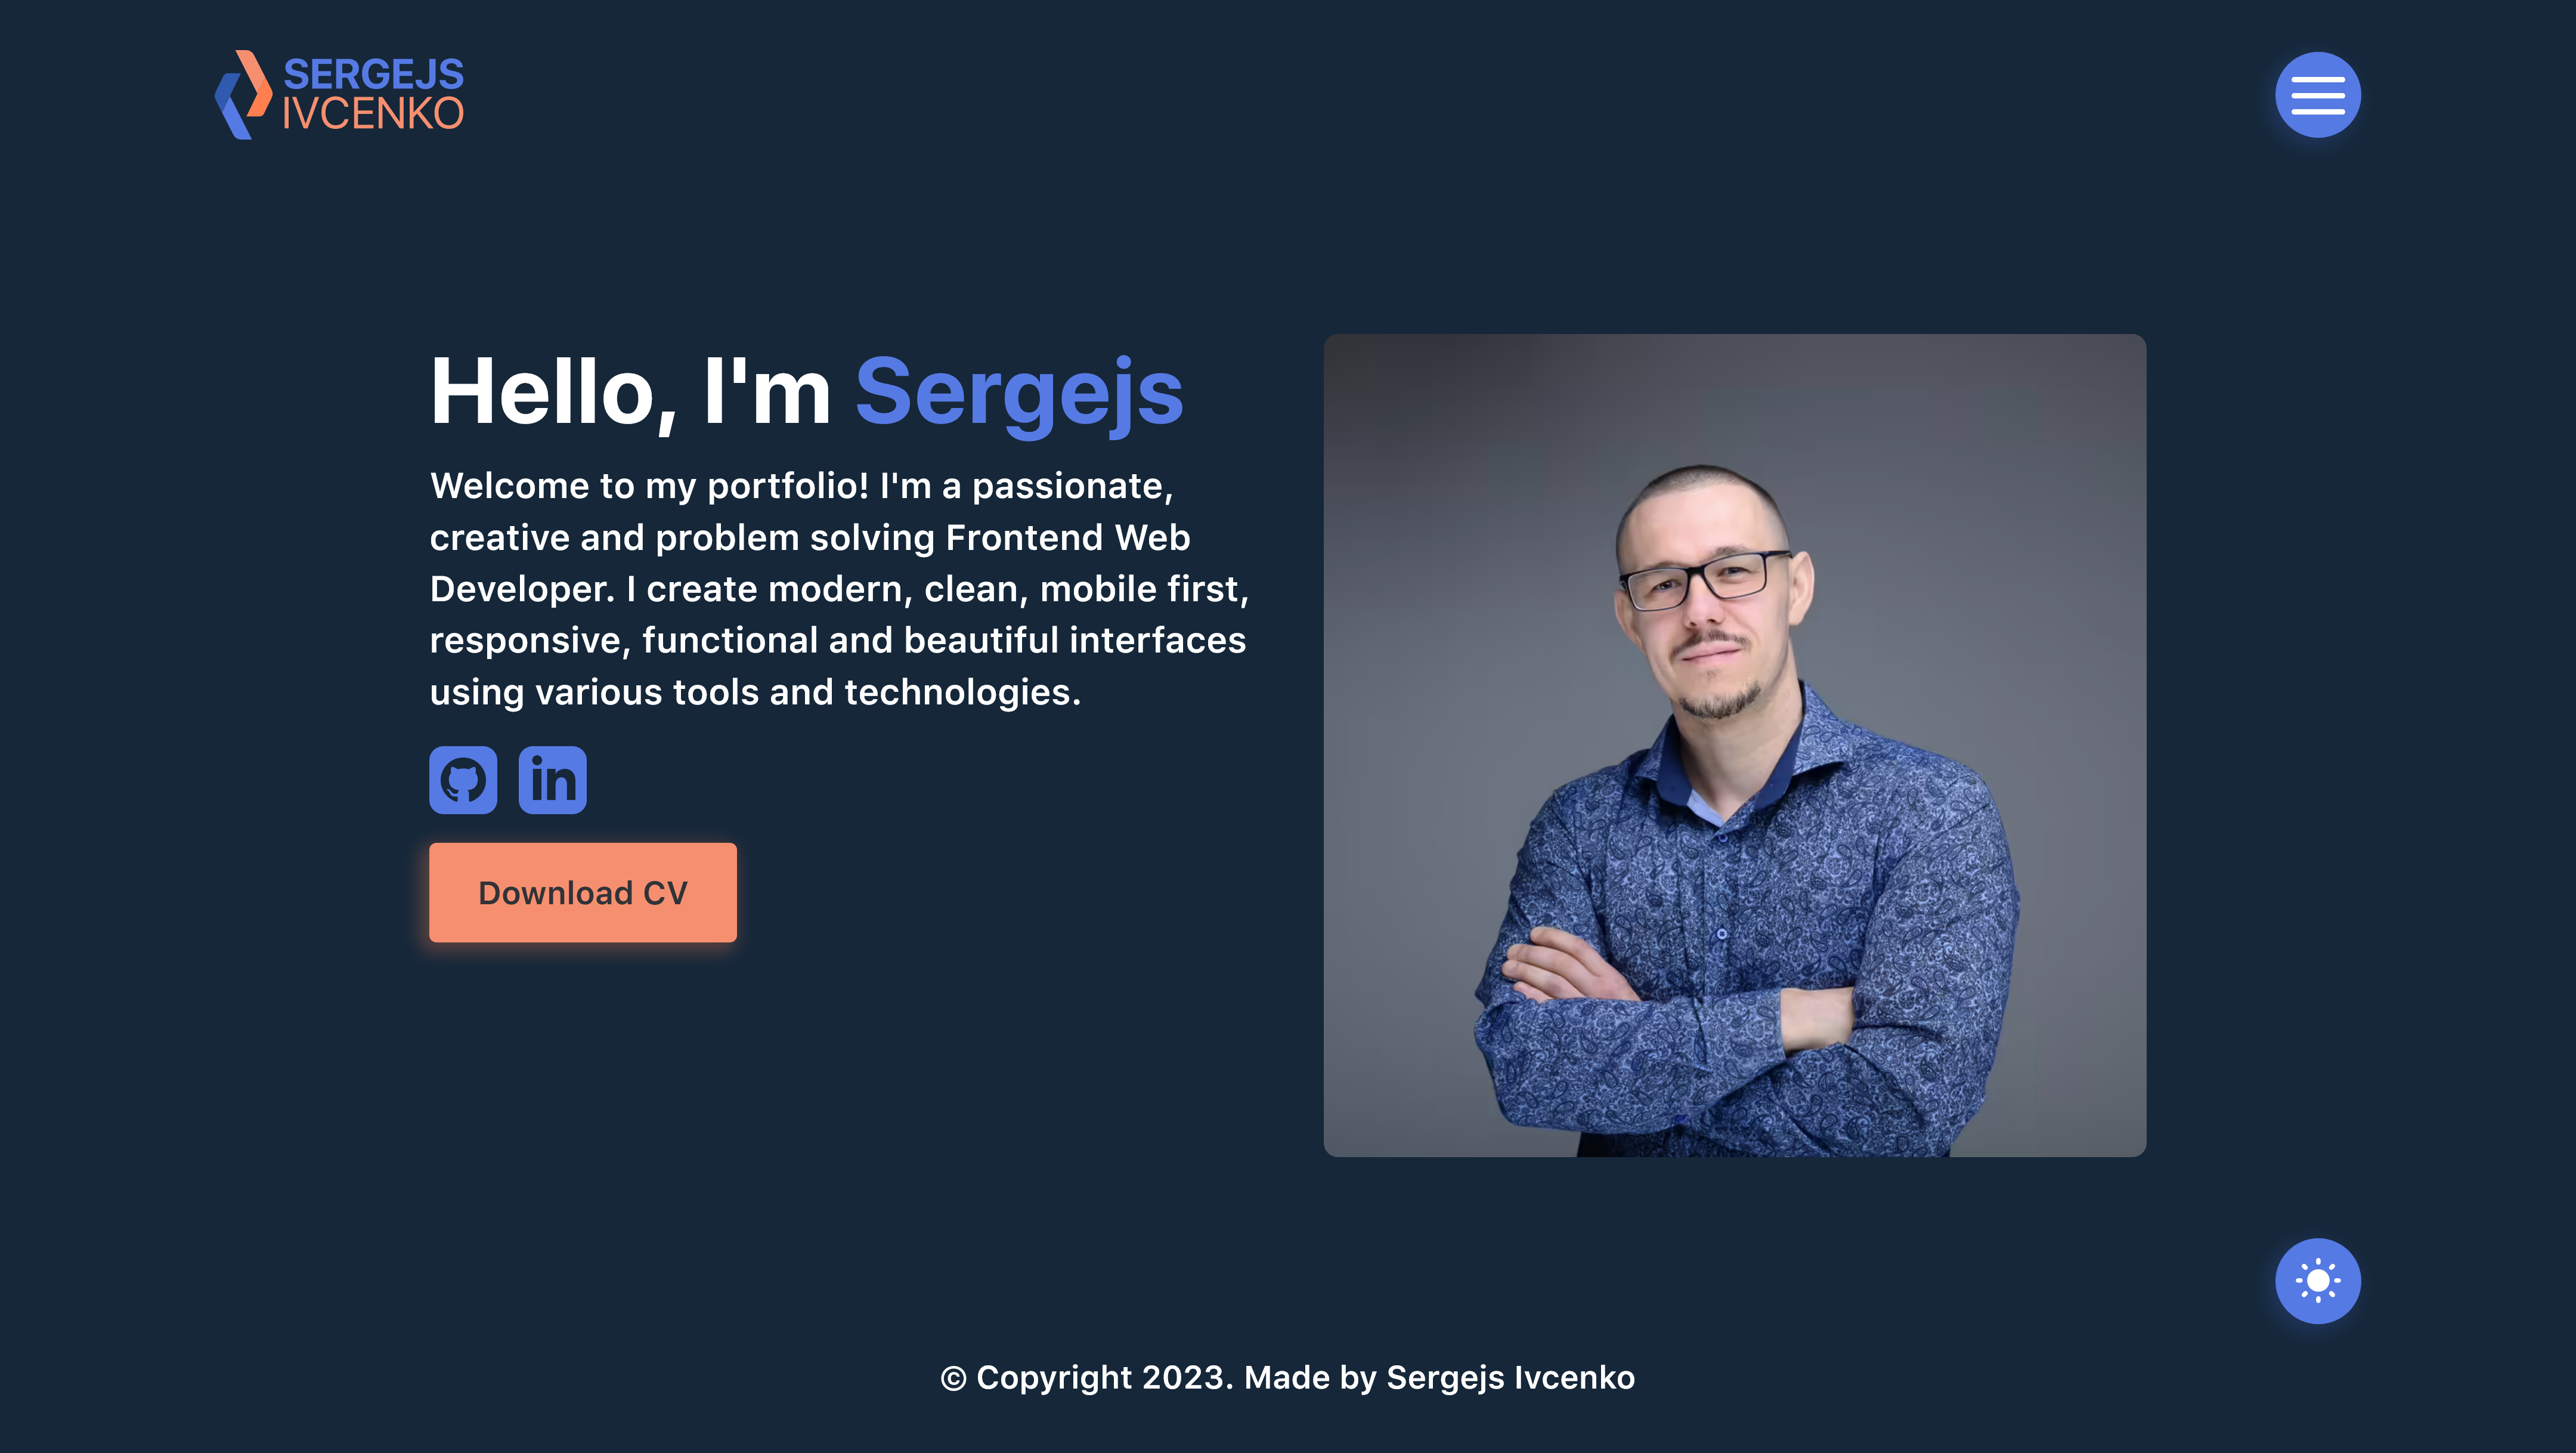 SERGEJS
IVCENKO
Hello, I'm Sergejs
Welcome to my portfolio! I'm a passionate,
creative and problem solving Frontend Web
Developer. I create modern, clean, mobile first,
responsive, functional and beautiful interfaces
using various tools and technologies.
in
Download CV
© Copyright 2023. Made by Sergejs Ivcenko